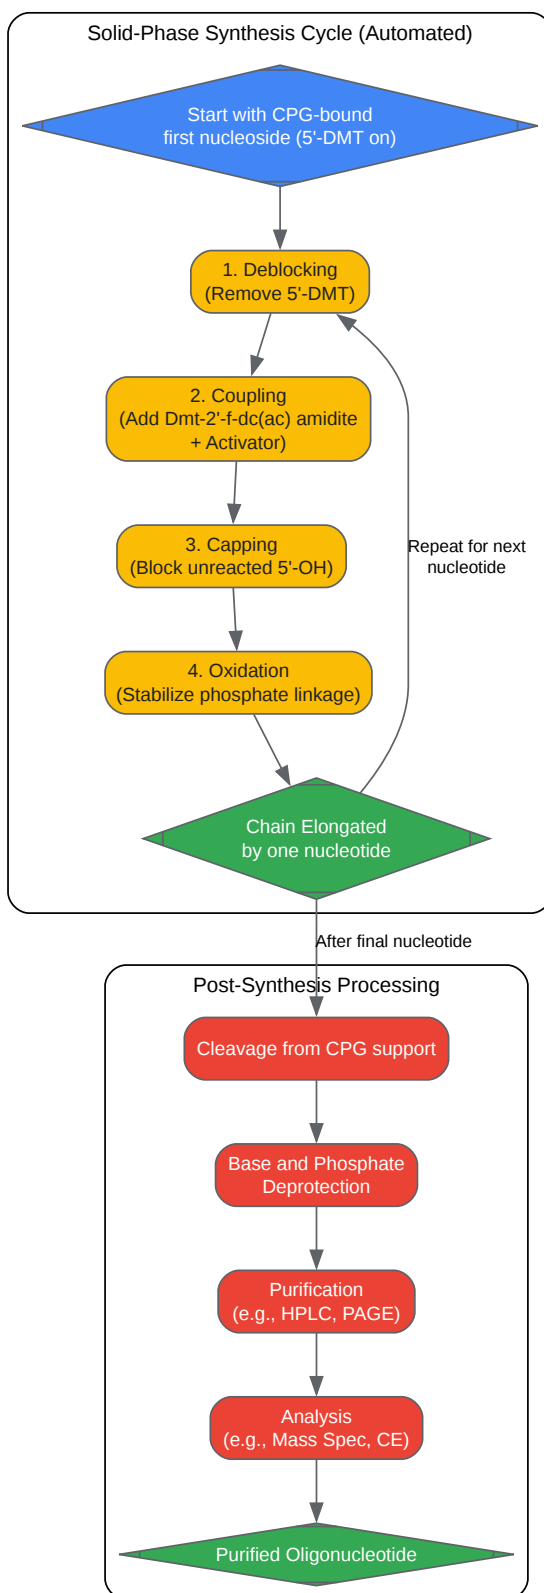 Solid-Phase Synthesis Cycle (Automated)
Start with CPG-bound
first nucleoside (5'-DMT on)
1. Deblocking
(Remove 5'-DMT)
2. Coupling
(Add Dmt-2'-f-dc(ac) amidite
+ Activator)
3. Capping
(Block unreacted 5'-OH)
Repeat for next
nucleotide
4. Oxidation
(Stabilize phosphate linkage)
Chain Elongated
by one nucleotide
After final nucleotide
Post-Synthesis Processing
Cleavage from CPG support
Base and Phosphate
Deprotection
Purification
(e.g., HPLC, PAGE)
Analysis
(e.g., Mass Spec, CE)
Purified Oligonucleotide